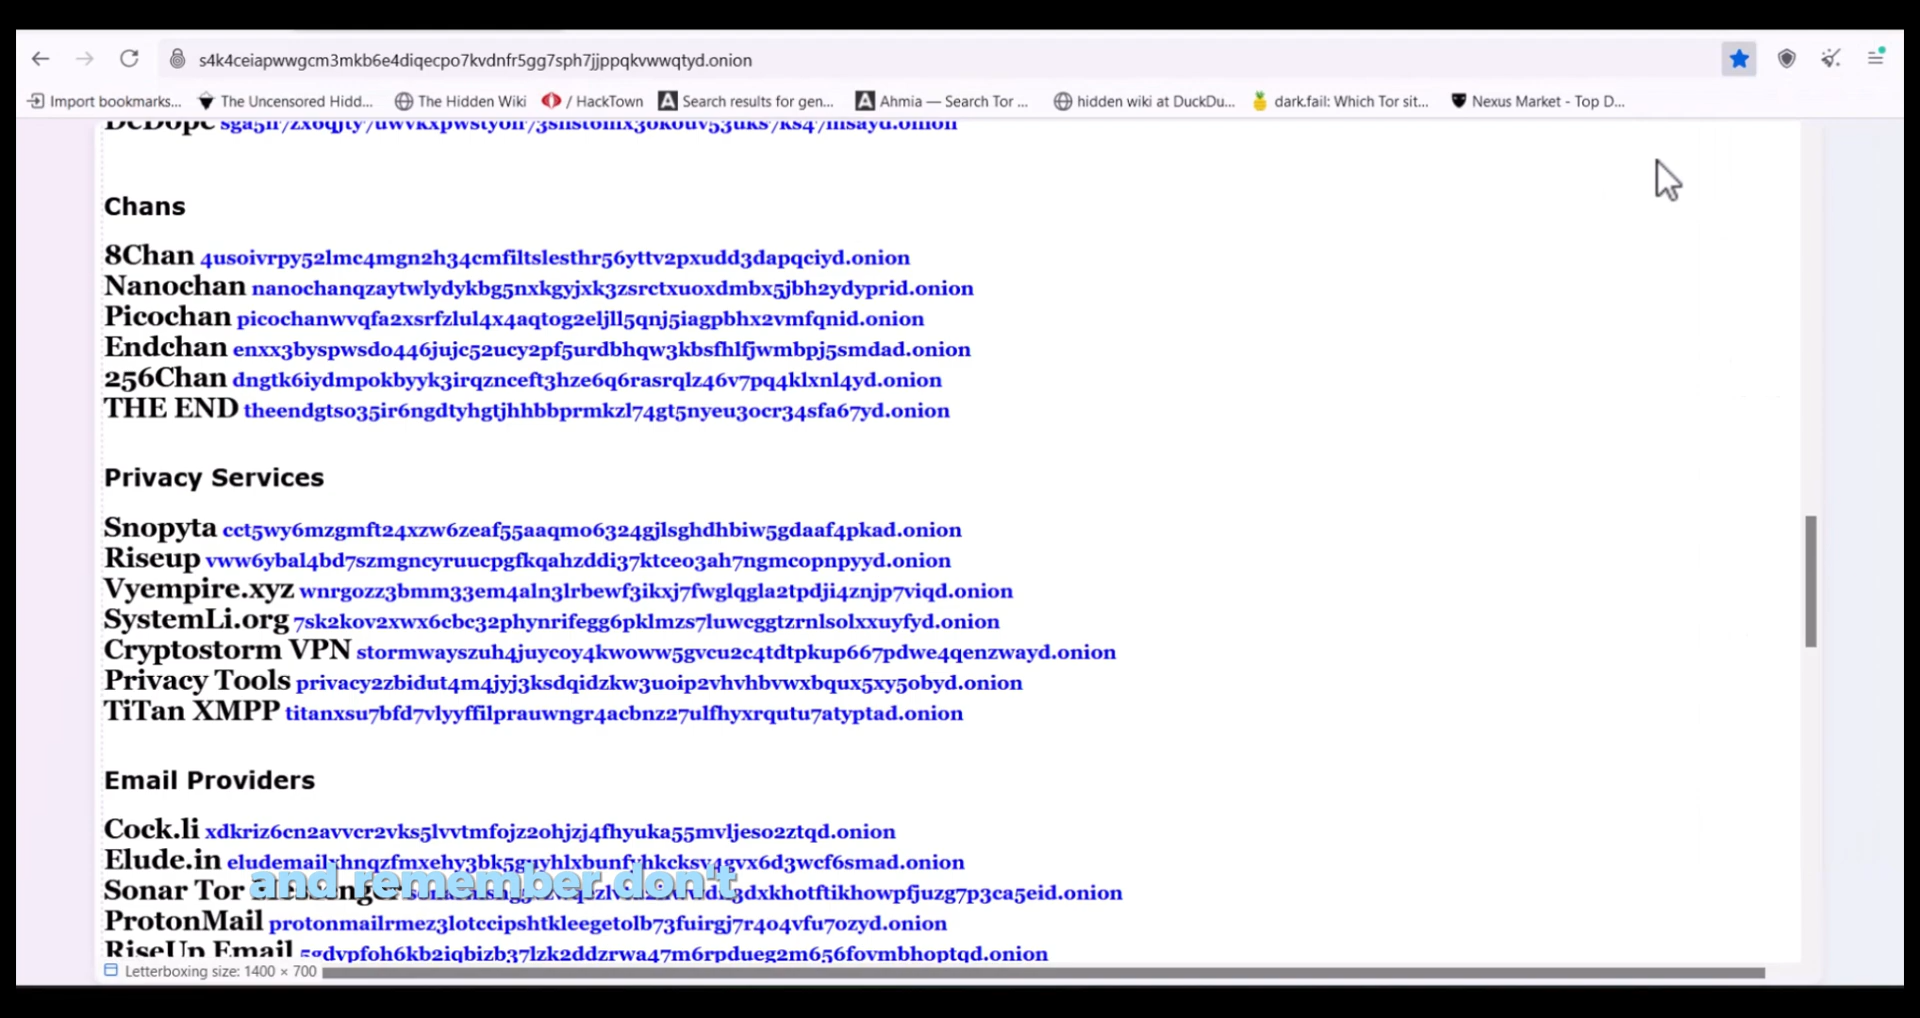 s4k4ceiapwwgcm3mkb6e4diqecpo7kvdnfr5gg7sph7jjppqkvwwqtyd.onion
Import bookmarks... The Uncensored Hidd... The Hidden Wiki / HackTown Search results for gen... Ahmia — Search Tor ... hidden wiki at DuckDu... dark.fail: Which Tor sit... Nexus Market - Top D...
Chans
8Chan 4usoivrpy52lmc4mgn2h34cmfiltslesthr56yttv2pxudd3dapqciyd.onion
Nanochan nanochanqzaytwlydykbg5nxkgyjxk3zsrctxuoxdmbx5jbh2ydyprid.onion
Picochan picochanwvqfa2xsrfzlul4x4aqtog2eljll5qnj5iagpbhx2vmfqnid.onion
Endchan enxx3byspwsdo446jujc52ucy2pf5urdbhqw3kbsfhlfjwmbpj5smdad.onion
256Chan dngtk6iydmpokbyyk3irqznceft3hze6q6rasrqlz46v7pq4klxnl4yd.onion
THE END theendgtso35ir6ngdtyhgtjhhbbprmkzl74gt5nyeu3ocr34sfa67yd.onion
Privacy Services
Snopyta cct5wy6mzgmft24xzw6zeaf55aaqmo6324gjlsghdhbiw5gdaaf4pkad.onion
Riseup vww6ybal4bd7szmgncyruucpgfkqahzddi37ktceo3ah7ngmcopnpyyd.onion
Vyempire.xyz wnrgozz3bmm33em4aln3lrbewf3ikxj7fwglqgla2tpdji4znjp7viqd.onion
SystemLi.org 7sk2kov2xwx6cbc32phynrifegg6pklmzs7luwcggtzrnlsolxxuyfyd.onion
Cryptostorm VPN stormwayszuh4juycoy4kwoww5gvcu2c4tdtpkup667pdwe4qenzwayd.onion
Privacy Tools privacy2zbidut4m4jyj3ksdqidzkw3uoip2vhvhbvwxbqux5xy5obyd.onion
TiTan XMPP titanxsu7bfd7vlyyffilprauwngr4acbnz27ulfhyxrqutu7atyptad.onion
Email Providers
Cock.li xdkriz6cn2avvcr2vks5lvvtmfojz2ohjzj4fhyuka55mvljeso2ztqd.onion
Elude.in
and remember don't
Sonar Tor
ProtonMail protonmailrmez3lotccipshtkleegetolb73fuirgj7r4o4vfu7ozyd.onion
RiseUp Email 5gdvpfoh6kb2iqbizb37lzk2ddzrwa47m6rpdueg2m656fovmbhoptqd.onion
Letterboxing size: 1400 × 700